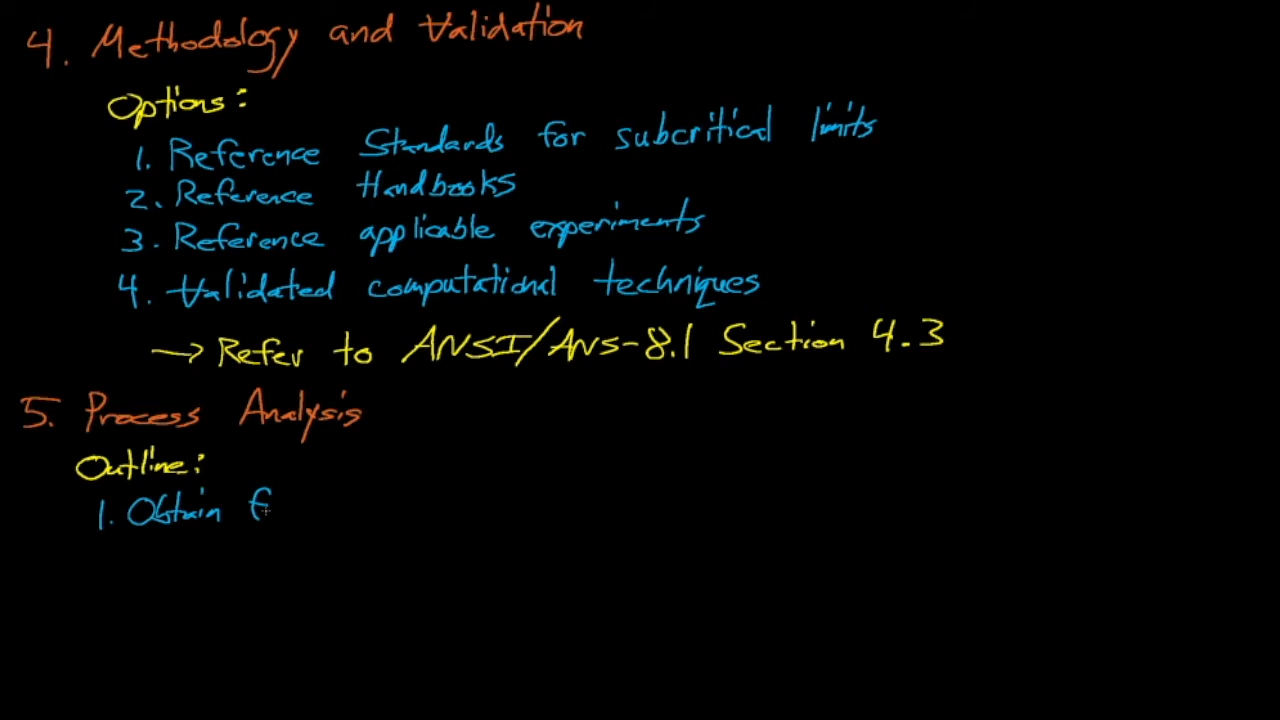 4. Methodology and Validation
Options:
1. Reference Standards for subcritical limits
2. Reference Handbooks
3. Reference applicable experiments
4. Validated computational techniques
→ Refer to ANSI/ANS-8.1 Section 4.3
5. Process Analysis
Outline:
1. Obtain f